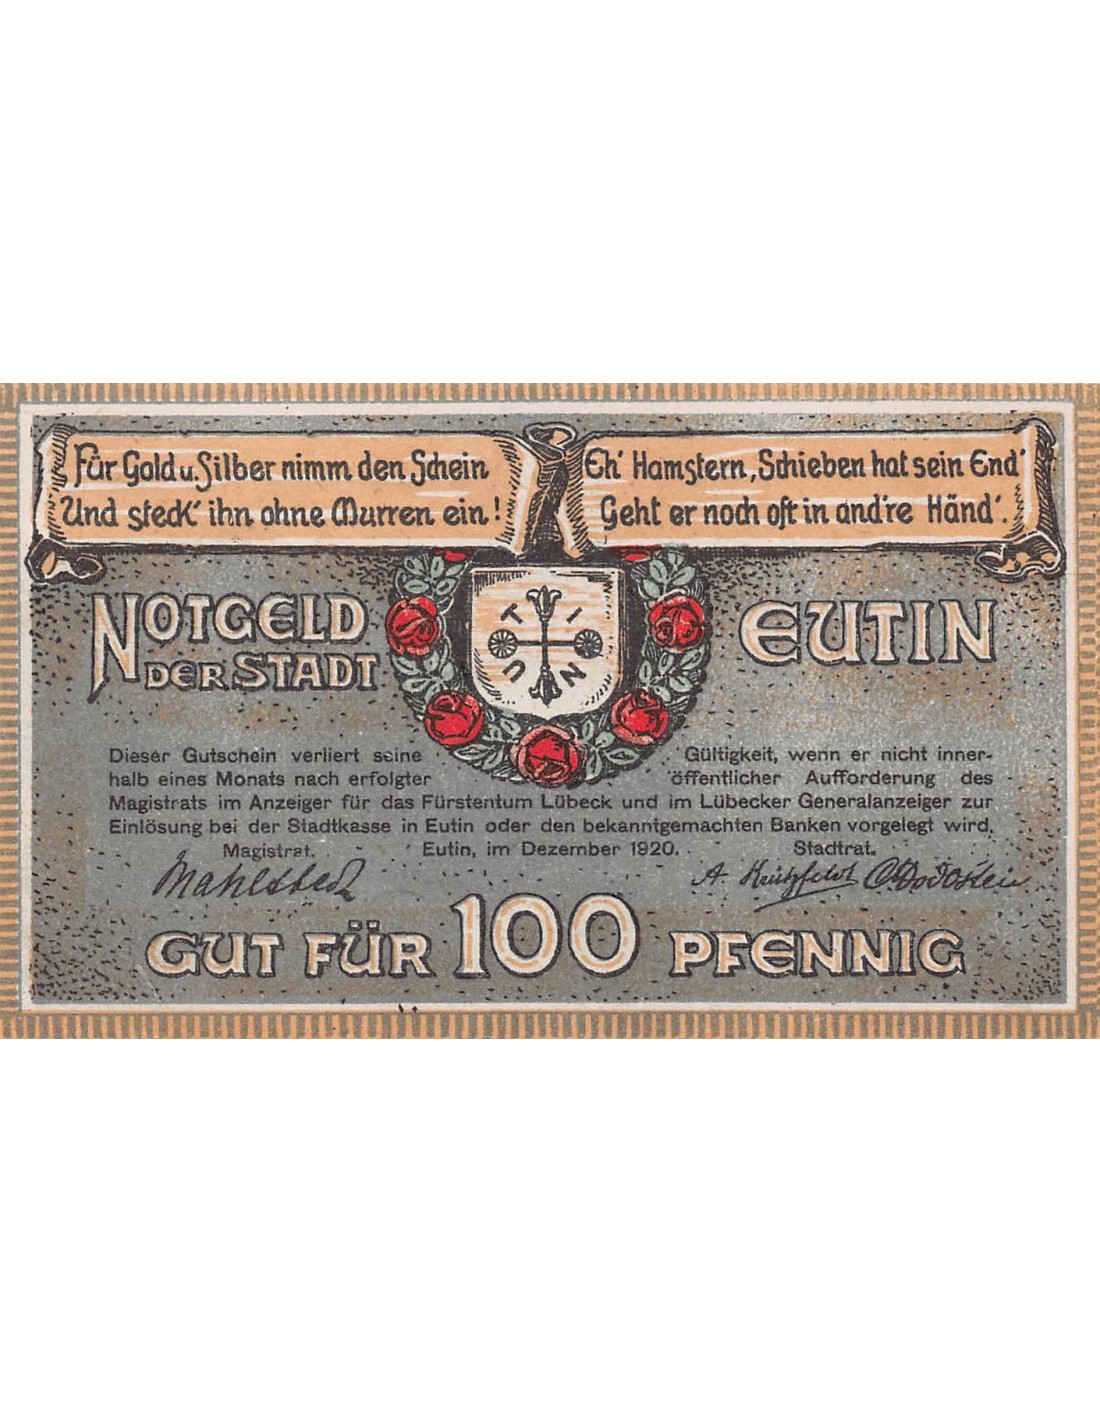 Für Gold u. Silber nimm den Schein
Und steck' ihn ohne Murren ein!
Eh' Hamstern, Schieben hat sein End'
Geht er noch oft in and're Händ'.
NOTGELD
DER STADT
EUTIN
T I
U N
Dieser Gutschein verliert seine Gültigkeit, wenn er nicht inner-
halb eines Monats nach erfolgter öffentlicher Aufforderung des
Magistrats im Anzeiger für das Fürstentum Lübeck und im Lübecker Generalanzeiger zur
Einlösung bei der Stadtkasse in Eutin oder den bekanntgemachten Banken vorgelegt wird.
Magistrat. Eutin, im Dezember 1920. Stadtrat.
Mahlstedt A.
GUT FÜR 100 PFENNIG